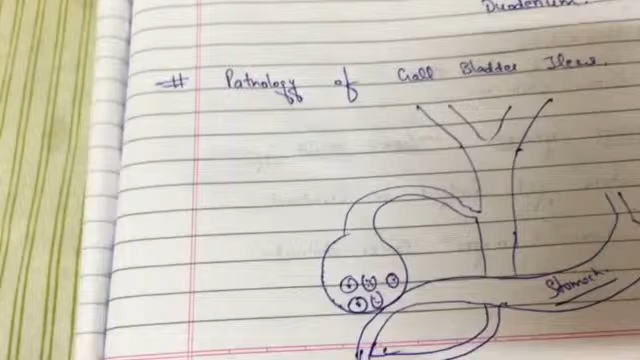 Duodenum.
# Pathology of Gall Bladder Ileus.
Stomach